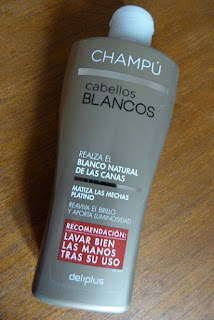 CHAMPÚ
cabellos
BLANCOS
REALZA EL
BLANCO NATURAL
DE LAS CANAS
MATIZA LAS MECHAS
PLATINO
REAVIVA EL BRILLO
Y APORTA LUMINOSIDAD
RECOMENDACIÓN:
LAVAR BIEN
LAS MANOS
TRAS SU USO
deliplus